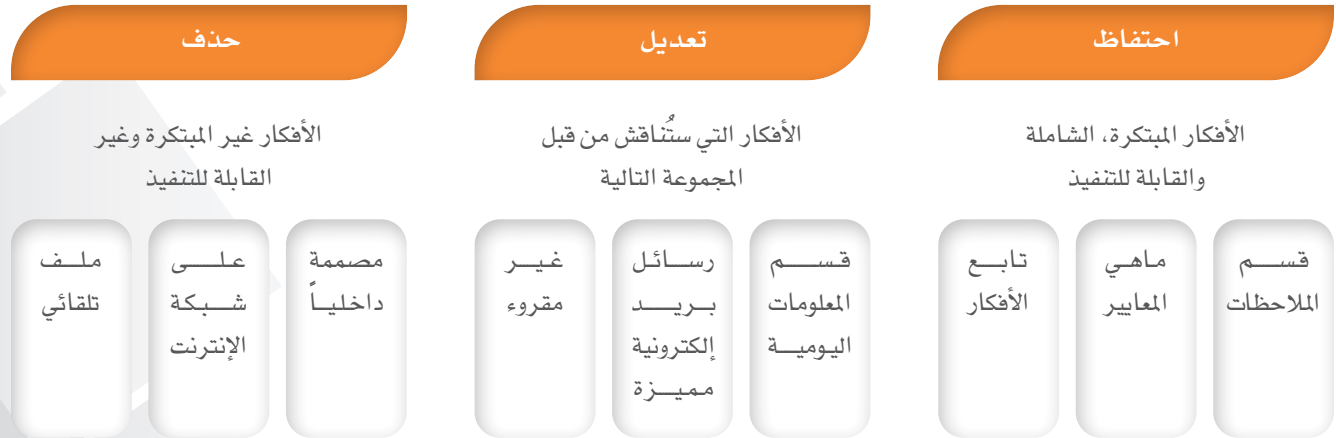 احتفاظ
الأفكار المبتكرة، الشاملة
والقابلة للتنفيذ
قسم
الملاحظات
ماهي
المعايير
تابع
الأفكار
تعديل
الأفكار التي ستُناقش من قبل
المجموعة التالية
قسم
المعلومات
اليومية
رسائل
بريد
إلكترونية
مميزة
غير
مقروء
حذف
الأفكار غير المبتكرة وغير
القابلة للتنفيذ
مصممة
داخلياً
على
شبكة
الإنترنت
ملف
تلقائي